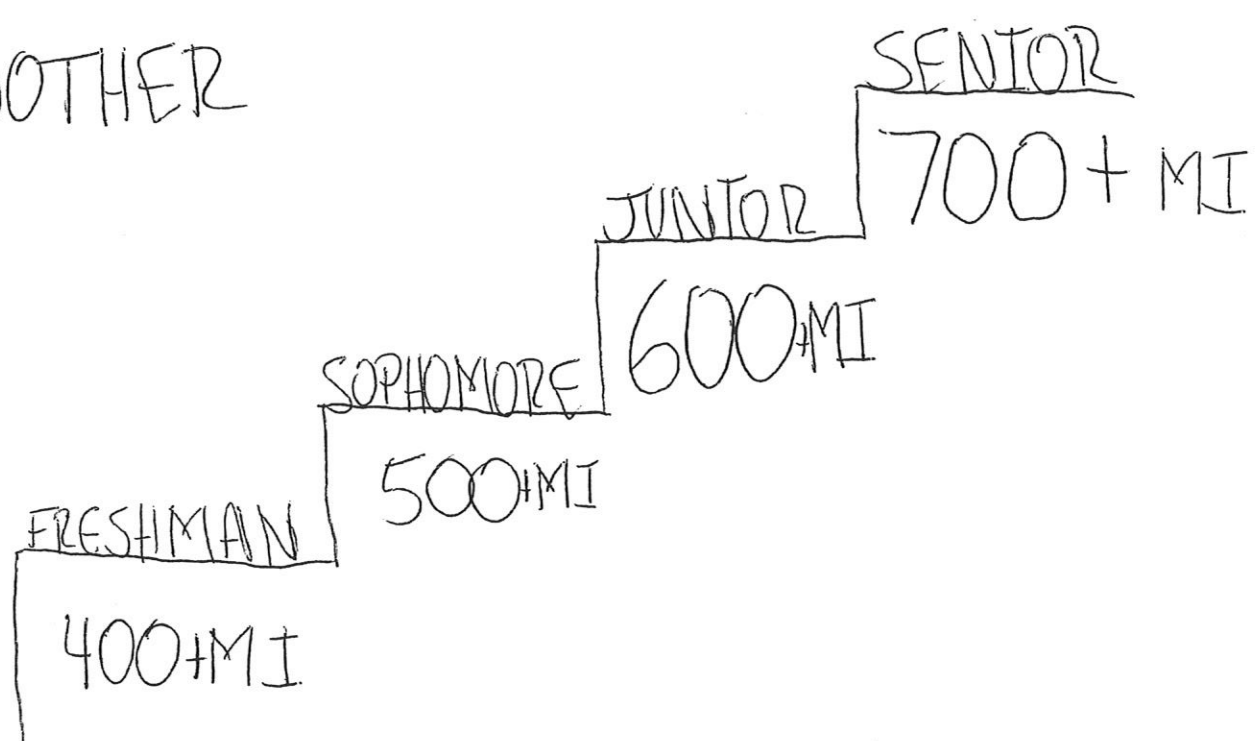 OTHER
SENIOR
700+ MI
JUNIOR
600+MI
SOPHOMORE
500+MI
FRESHMAN
400+MI